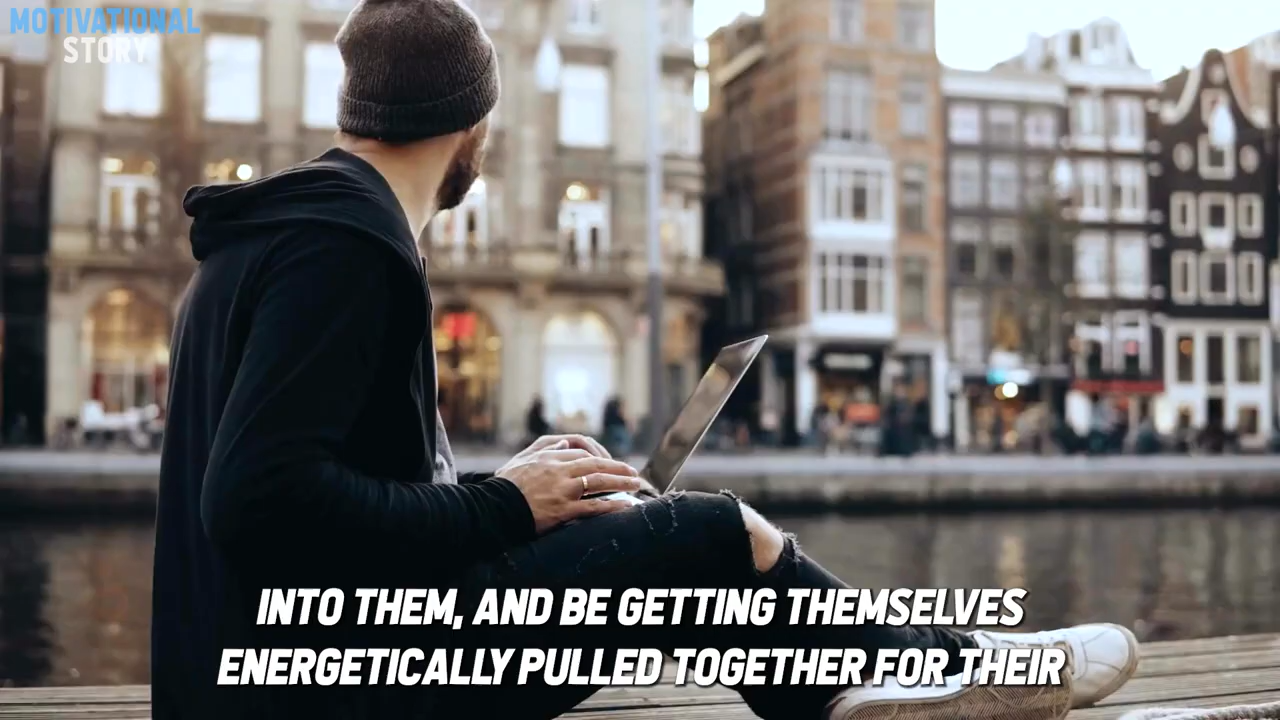 MOTIVATIONAL
STORY
INTO THEM, AND BE GETTING THEMSELVES
ENERGETICALLY PULLED TOGETHER FOR THEIR